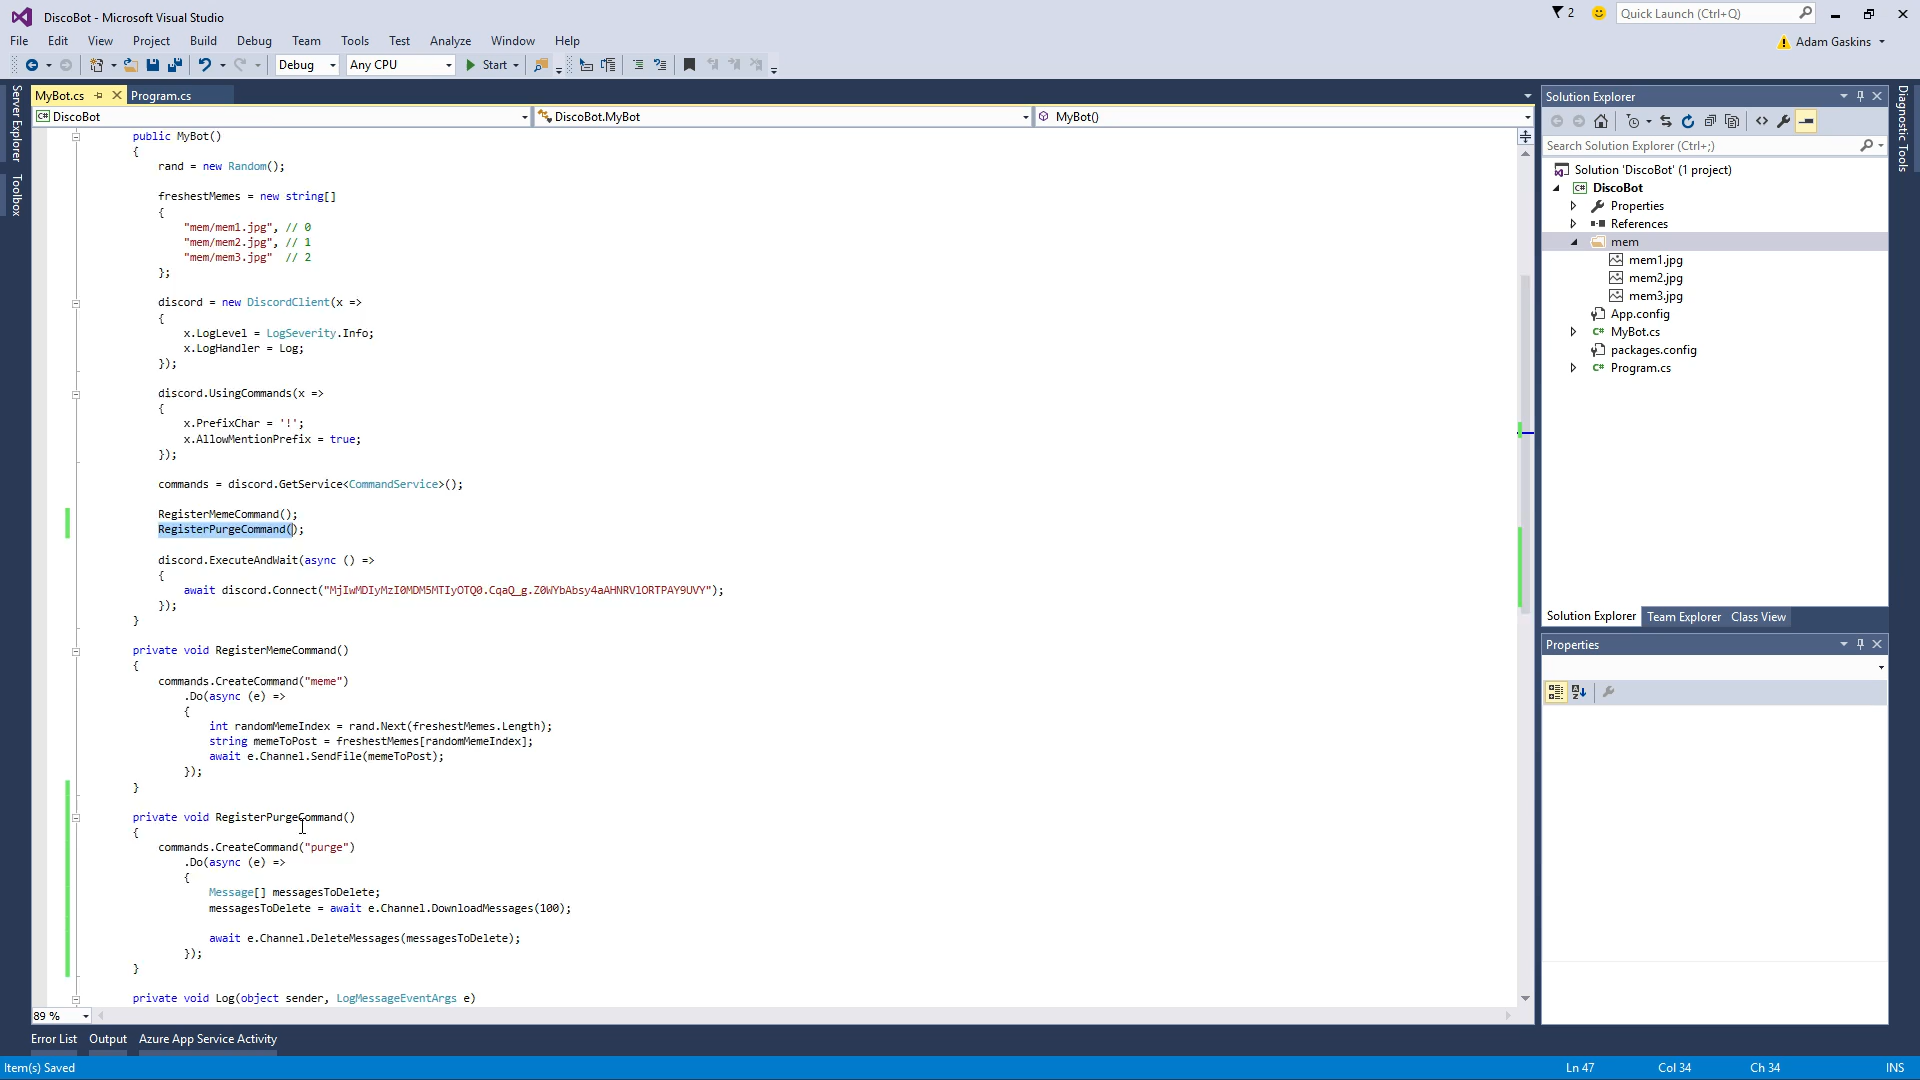 DiscoBot - Microsoft Visual Studio
2
Quick Launch (Ctrl+Q)
File Edit View Project Build Debug Team Tools Test Analyze Window Help
Adam Gaskins
Debug Any CPU Start
Server Explorer
Toolbox
MyBot.cs Program.cs
DiscoBot DiscoBot.MyBot MyBot()
public MyBot()
{
rand = new Random();
freshestMemes = new string[]
{
"mem/mem1.jpg", // 0
"mem/mem2.jpg", // 1
"mem/mem3.jpg" // 2
};
discord = new DiscordClient(x =>
{
x.LogLevel = LogSeverity.Info;
x.LogHandler = Log;
});
discord.UsingCommands(x =>
{
x.PrefixChar = '!';
x.AllowMentionPrefix = true;
});
commands = discord.GetService<CommandService>();
RegisterMemeCommand();
RegisterPurgeCommand();
discord.ExecuteAndWait(async () =>
{
await discord.Connect("
");
});
}
private void RegisterMemeCommand()
{
commands.CreateCommand("meme")
.Do(async (e) =>
{
int randomMemeIndex = rand.Next(freshestMemes.Length);
string memeToPost = freshestMemes[randomMemeIndex];
await e.Channel.SendFile(memeToPost);
});
}
private void RegisterPurgeCommand()
{
commands.CreateCommand("purge")
.Do(async (e) =>
{
Message[] messagesToDelete;
messagesToDelete = await e.Channel.DownloadMessages(100);
await e.Channel.DeleteMessages(messagesToDelete);
});
}
private void Log(object sender, LogMessageEventArgs e)
89 %
Error List Output Azure App Service Activity
Item(s) Saved
Ln 47 Col 34 Ch 34 INS
Solution Explorer
Search Solution Explorer (Ctrl+;)
Solution 'DiscoBot' (1 project)
DiscoBot
Properties
References
mem
mem1.jpg
mem2.jpg
mem3.jpg
App.config
MyBot.cs
packages.config
Program.cs
Solution Explorer Team Explorer Class View
Properties
Diagnostic Tools